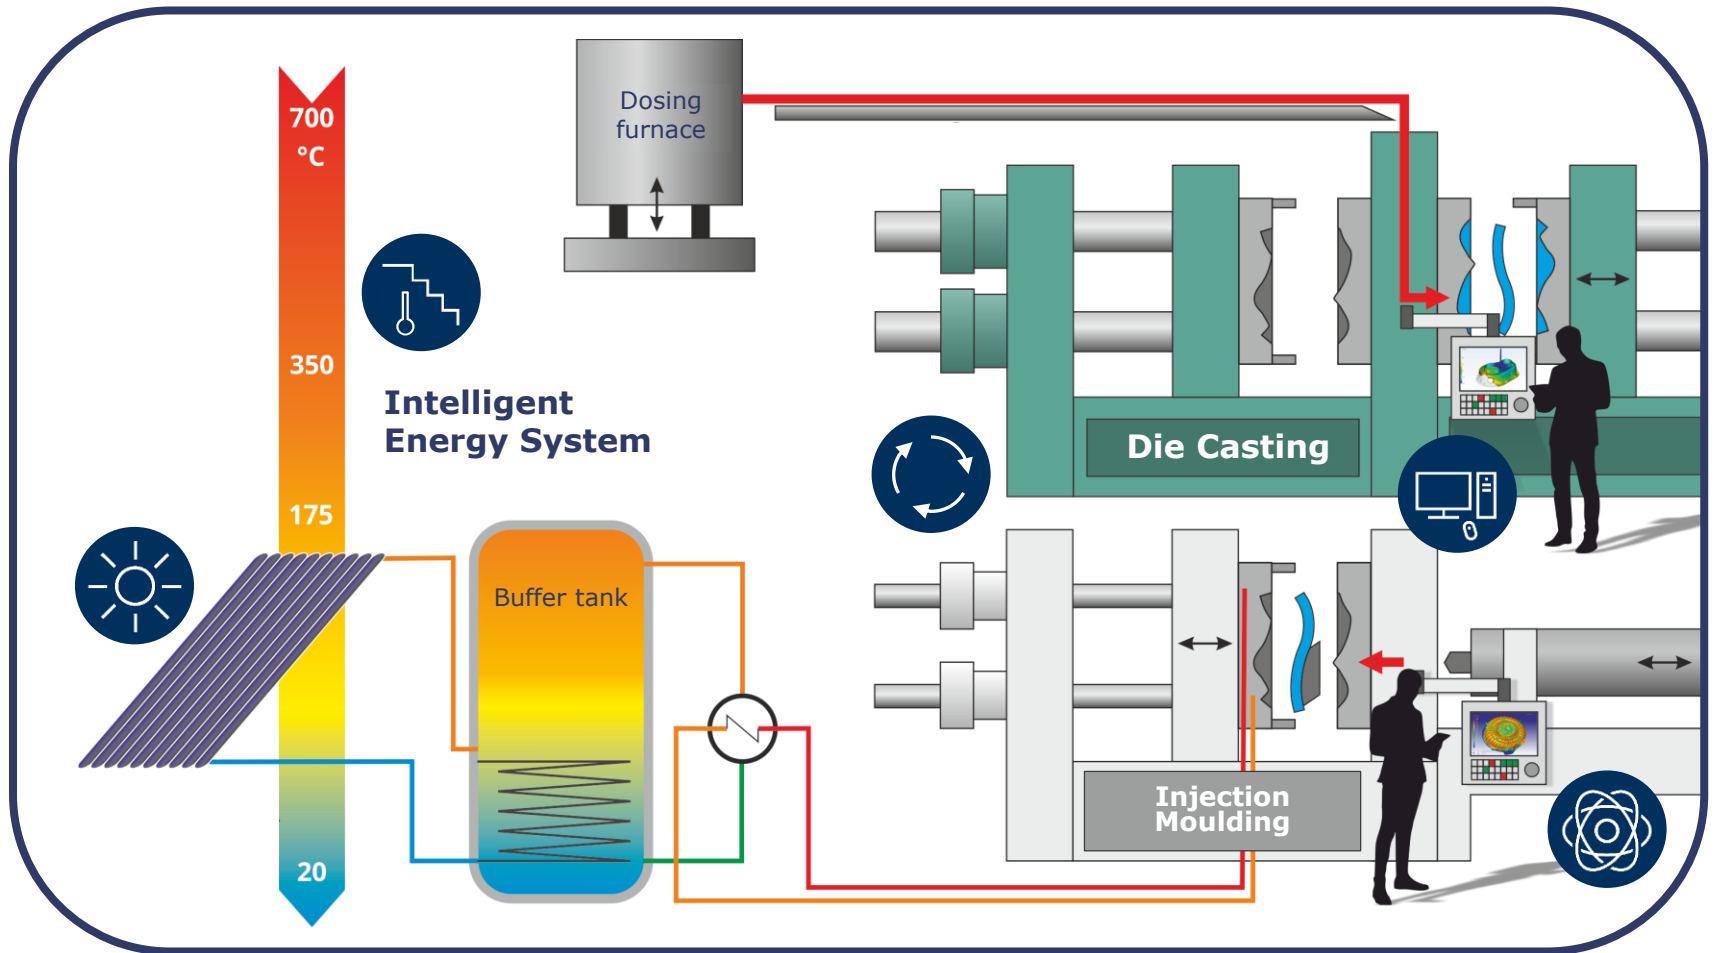 700
°C
350
175
20
Intelligent
Energy System
Dosing
furnace
Buffer tank
Die Casting
Injection
Moulding